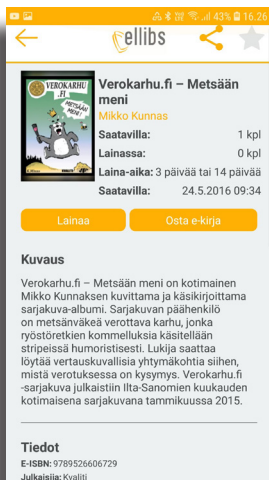 43% 16.26
ellibs
VEROKARHU
.FI
METSÄÄN
MENI!
Verokarhu.fi – Metsään
meni
Mikko Kunnas
Saatavilla: 1 kpl
Lainassa: 0 kpl
Laina-aika: 3 päivää tai 14 päivää
Saatavilla: 24.5.2016 09:34
Lainaa Osta e-kirja
Kuvaus
Verokarhu.fi – Metsään meni on kotimainen
Mikko Kunnaksen kuvittama ja käsikirjoittama
sarjakuva-albumi. Sarjakuvan päähenkilö
on metsänväkeä verottava karhu, jonka
ryöstöretkien kommelluksia käsitellään
stripeissä humoristisesti. Lukija saattaa
löytää vertauskuvallisia yhtymäkohtia siihen,
mistä verotuksessa on kysymys. Verokarhu.fi
-sarjakuva julkaistiin Ilta-Sanomien kuukauden
kotimaisena sarjakuvana tammikuussa 2015.
Tiedot
E-ISBN: 9789526606729
Julkaisija: Kvaliti